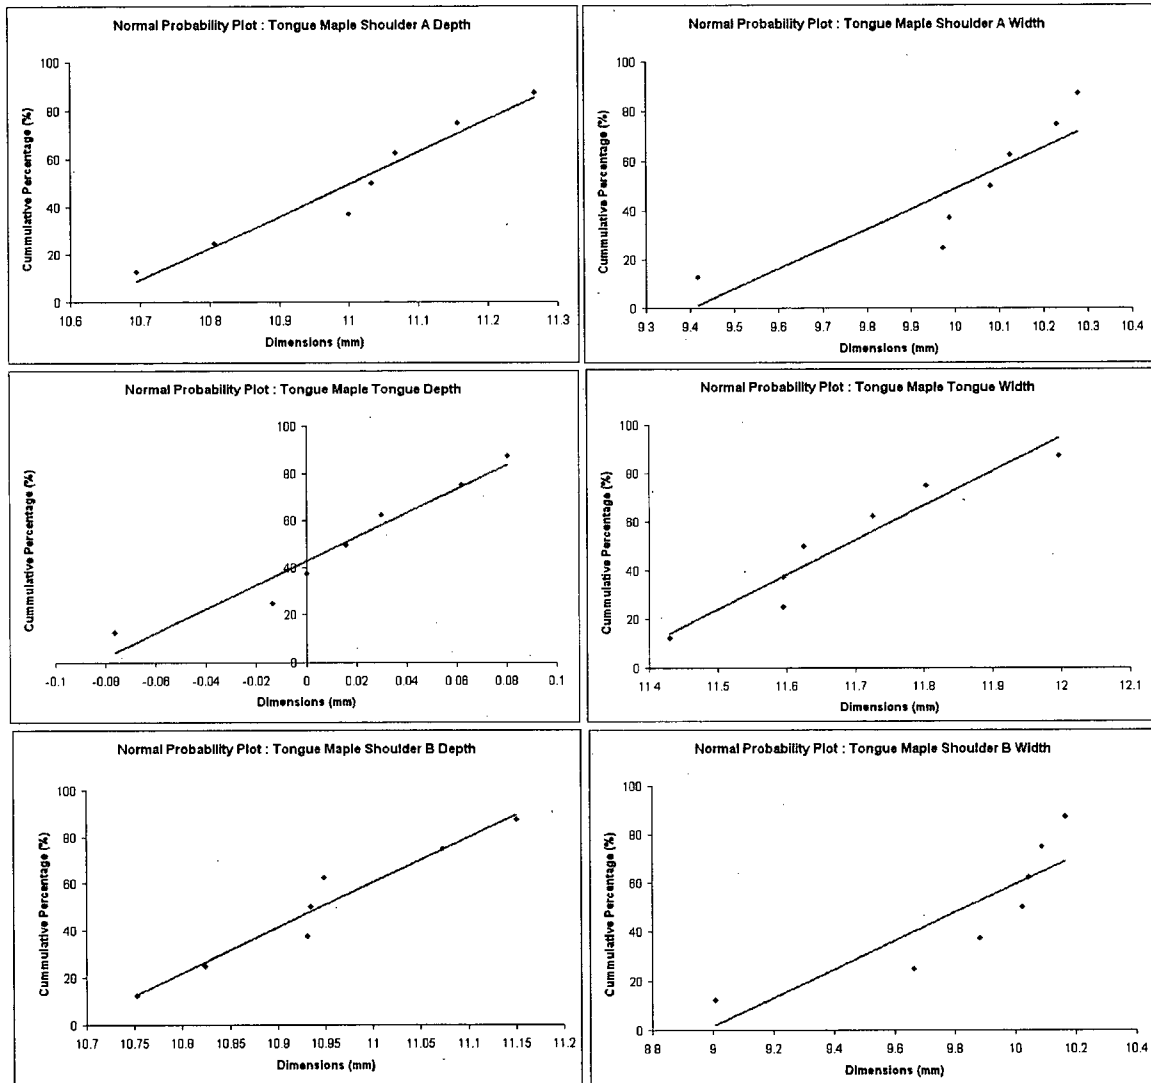 Normal Probability Plot : Tongue Maple Shoulder A Depth
Cummulative Percentage (%)
100
80
60
40
20
0
10.6 10.7 10.8 10.9 11 11.1 11.2 11.3
Dimensions (mm)
Normal Probability Plot : Tongue Maple Shoulder A Width
Cummulative Percentage (%)
100
80
60
40
20
0
9.3 9.4 9.5 9.6 9.7 9.8 9.9 10 10.1 10.2 10.3 10.4
Dimensions (mm)
Normal Probability Plot : Tongue Maple Tongue Depth
Cummulative Percentage (%)
100
80
60
40
20
0
-0.1 -0.08 -0.06 -0.04 -0.02 0 0.02 0.04 0.06 0.08 0.1
Dimensions (mm)
Normal Probability Plot : Tongue Maple Tongue Width
Cummulative Percentage (%)
100
80
60
40
20
0
11.4 11.5 11.6 11.7 11.8 11.9 12 12.1
Dimensions (mm)
Normal Probability Plot : Tongue Maple Shoulder B Depth
Cummulative Percentage (%)
100
80
60
40
20
0
10.7 10.75 10.8 10.85 10.9 10.95 11 11.05 11.1 11.15 11.2
Dimensions (mm)
Normal Probability Plot : Tongue Maple Shoulder B Width
Cummulative Percentage (%)
100
80
60
40
20
0
8.8 9 9.2 9.4 9.6 9.8 10 10.2 10.4
Dimensions (mm)